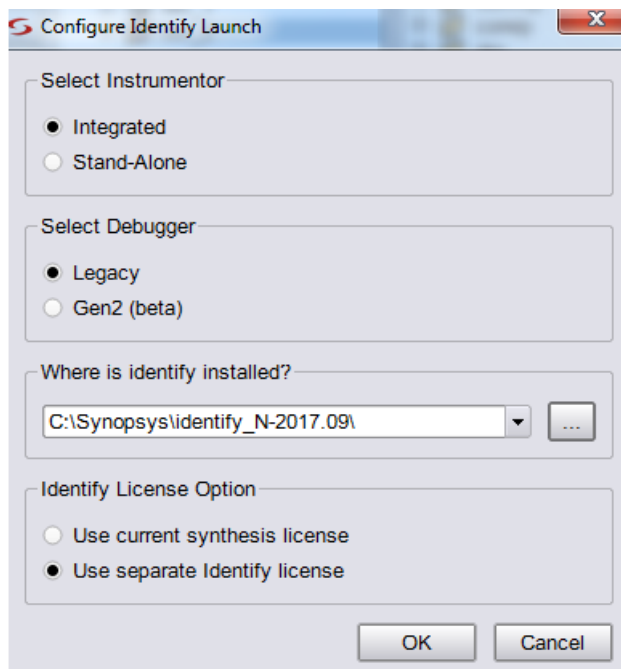 Configure Identify Launch
Select Instrumentor
Integrated
Stand-Alone
Select Debugger
Legacy
Gen2 (beta)
Where is identify installed?
C:\Synopsys\identify_N-2017.09\
...
Identify License Option
Use current synthesis license
Use separate Identify license
OK
Cancel